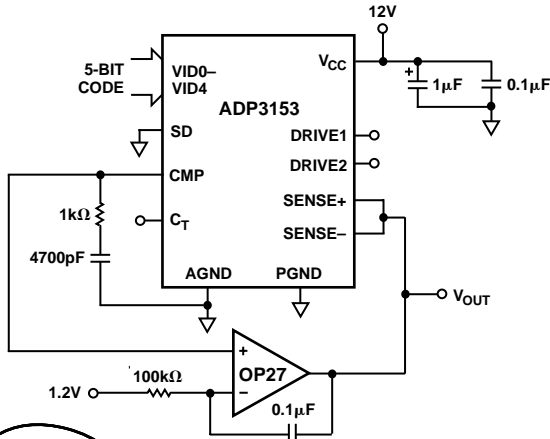 12V
5-BIT
CODE
VID0–
VID4
VCC
+
1µF
0.1µF
ADP3153
SD
DRIVE1
DRIVE2
CMP
SENSE+
1kΩ
CT
SENSE–
4700pF
AGND
PGND
VOUT
+
OP27
–
100kΩ
1.2V
0.1µF